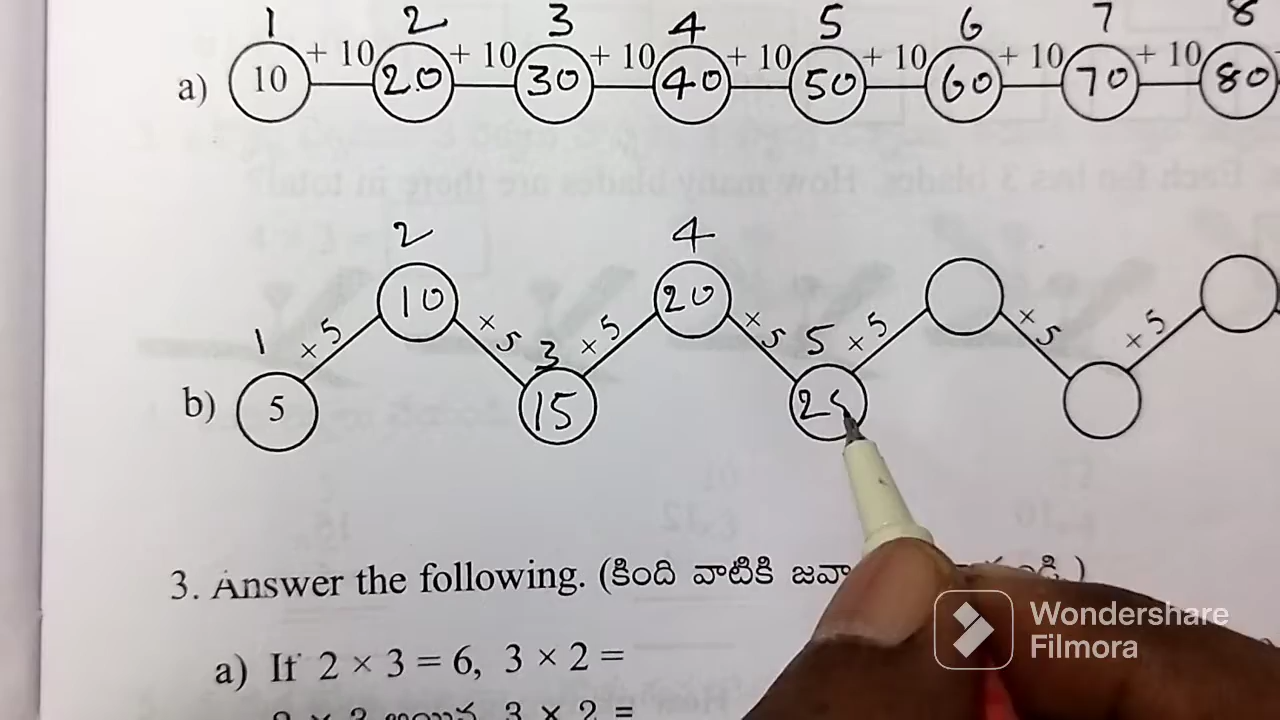 1 2 3 4 5 6 7 8
a) 10 + 10 20 + 10 30 + 10 40 + 10 50 + 10 60 + 10 70 + 10 80
2 4
10 20
1 × 5 × 5 3 × 5 × 5 5 × 5 × 5 × 5
b) 5 15 25
3. Answer the following. (కింది వాటికి
a) If 2 × 3 = 6, 3 × 2 =
3 × 2 =
Wondershare
Filmora